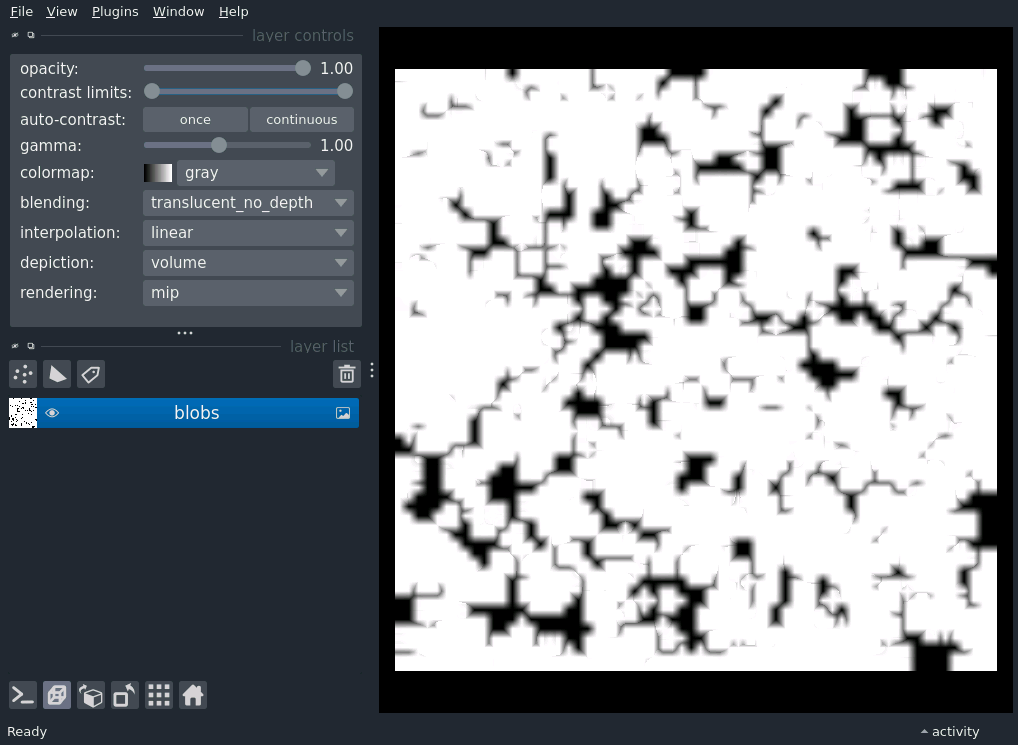 File View Plugins Window Help
layer controls
opacity: 1.00
contrast limits:
auto-contrast: once continuous
gamma: 1.00
colormap: gray
blending: translucent_no_depth
interpolation: linear
depiction: volume
rendering: mip
layer list
blobs
Ready activity